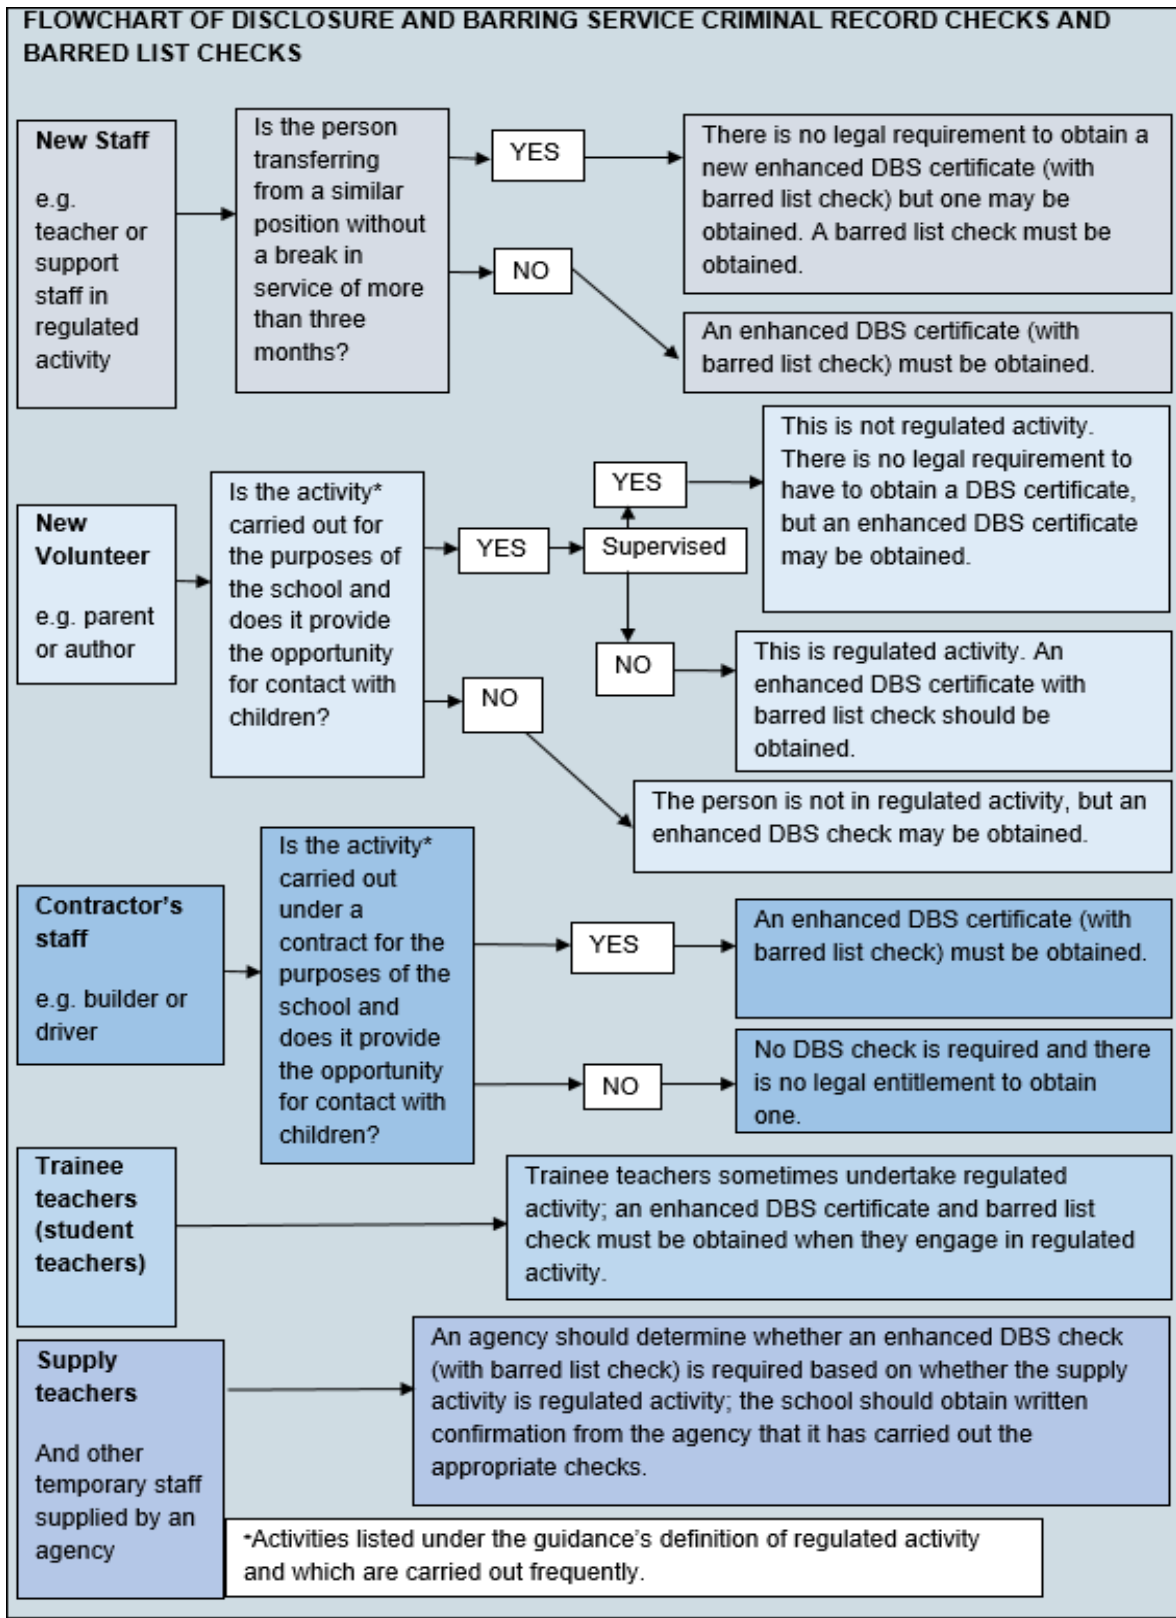 FLOWCHART OF DISCLOSURE AND BARRING SERVICE CRIMINAL RECORD CHECKS AND
BARRED LIST CHECKS
New Staff
e.g.
teacher or
support
staff in
regulated
activity
Is the person
transferring
from a similar
position without
a break in
service of more
than three
months?
YES
There is no legal requirement to obtain a
new enhanced DBS certificate (with
barred list check) but one may be
obtained. A barred list check must be
obtained.
NO
An enhanced DBS certificate (with
barred list check) must be obtained.
New
Volunteer
e.g. parent
or author
Is the activity*
carried out for
the purposes of
the school and
does it provide
the opportunity
for contact with
children?
YES
Supervised
YES
This is not regulated activity.
There is no legal requirement to
have to obtain a DBS certificate,
but an enhanced DBS certificate
may be obtained.
NO
This is regulated activity. An
enhanced DBS certificate with
barred list check should be
obtained.
NO
The person is not in regulated activity, but an
enhanced DBS check may be obtained.
Contractor's
staff
e.g. builder or
driver
Is the activity*
carried out
under a
contract for the
purposes of the
school and
does it provide
the opportunity
for contact with
children?
YES
An enhanced DBS certificate (with
barred list check) must be obtained.
NO
No DBS check is required and there
is no legal entitlement to obtain
one.
Trainee
teachers
(student
teachers)
Trainee teachers sometimes undertake regulated
activity; an enhanced DBS certificate and barred list
check must be obtained when they engage in regulated
activity.
Supply
teachers
And other
temporary staff
supplied by an
agency
An agency should determine whether an enhanced DBS check
(with barred list check) is required based on whether the supply
activity is regulated activity; the school should obtain written
confirmation from the agency that it has carried out the
appropriate checks.
*Activities listed under the guidance's definition of regulated activity
and which are carried out frequently.